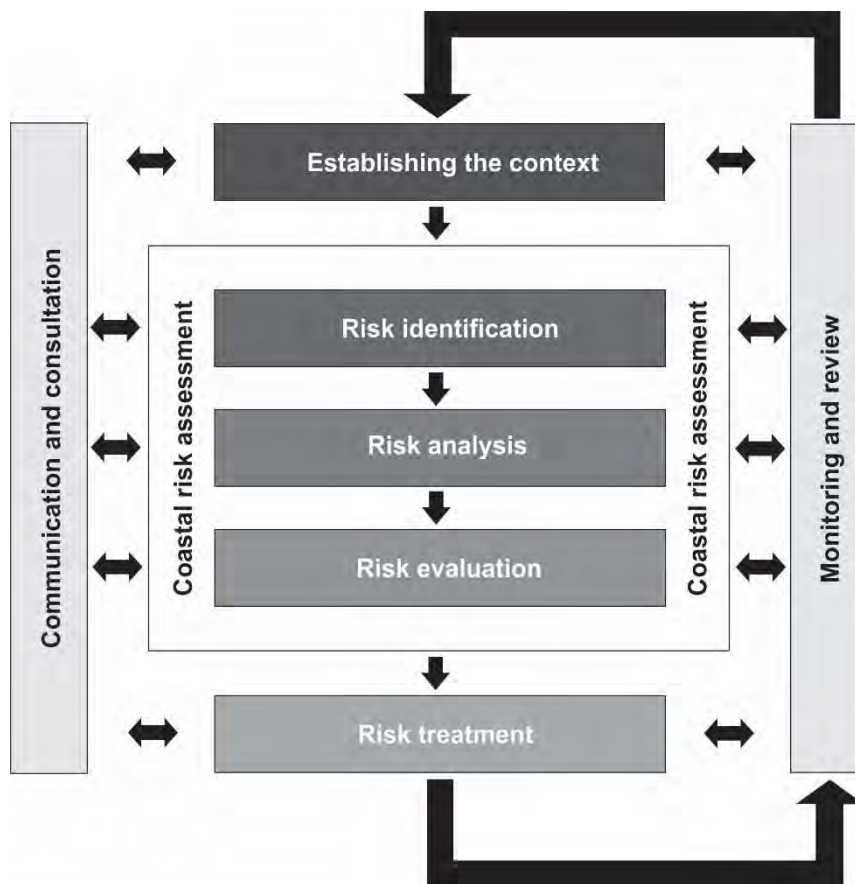 Establishing the context
Communication and consultation
Coastal risk assessment
Risk identification
Risk analysis
Risk evaluation
Coastal risk assessment
Monitoring and review
Risk treatment